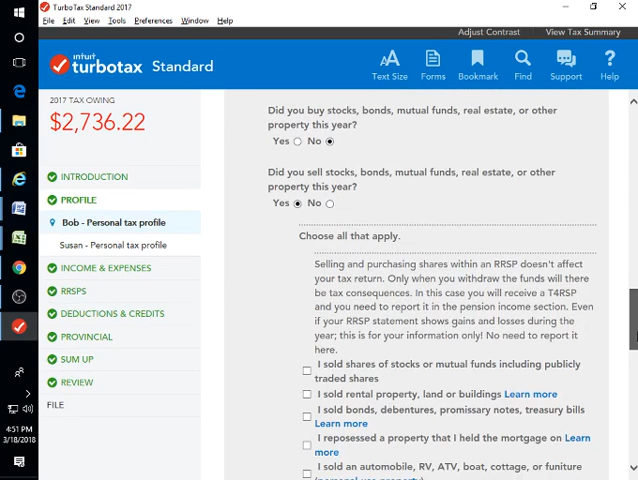 TurboTax Standard 2017
File Edit View Tools Preferences Window Help
Adjust Contrast View Tax Summary
intuit
turbotax Standard
Text Size Forms Bookmark Find Support Help
2017 TAX OWING
$2,736.22
INTRODUCTION
PROFILE
Bob - Personal tax profile
Susan - Personal tax profile
INCOME & EXPENSES
RRSPS
DEDUCTIONS & CREDITS
PROVINCIAL
SUM UP
REVIEW
FILE
Did you buy stocks, bonds, mutual funds, real estate, or other
property this year?
Yes No
Did you sell stocks, bonds, mutual funds, real estate, or other
property this year?
Yes No
Choose all that apply.
Selling and purchasing shares within an RRSP doesn't affect
your tax return. Only when you withdraw the funds will there
be tax consequences. In this case you will receive a T4RSP
and you need to report it in the pension income section. Even
if your RRSP statement shows gains and losses during the
year; this is for your information only! No need to report it
here.
I sold shares of stocks or mutual funds including publicly
traded shares
I sold rental property, land or buildings Learn more
I sold bonds, debentures, promissory notes, treasury bills
Learn more
I reposessed a property that I held the mortgage on Learn
more
I sold an automobile, RV, ATV, boat, cottage, or funiture
(personal use property)
4:51 PM
3/18/2018